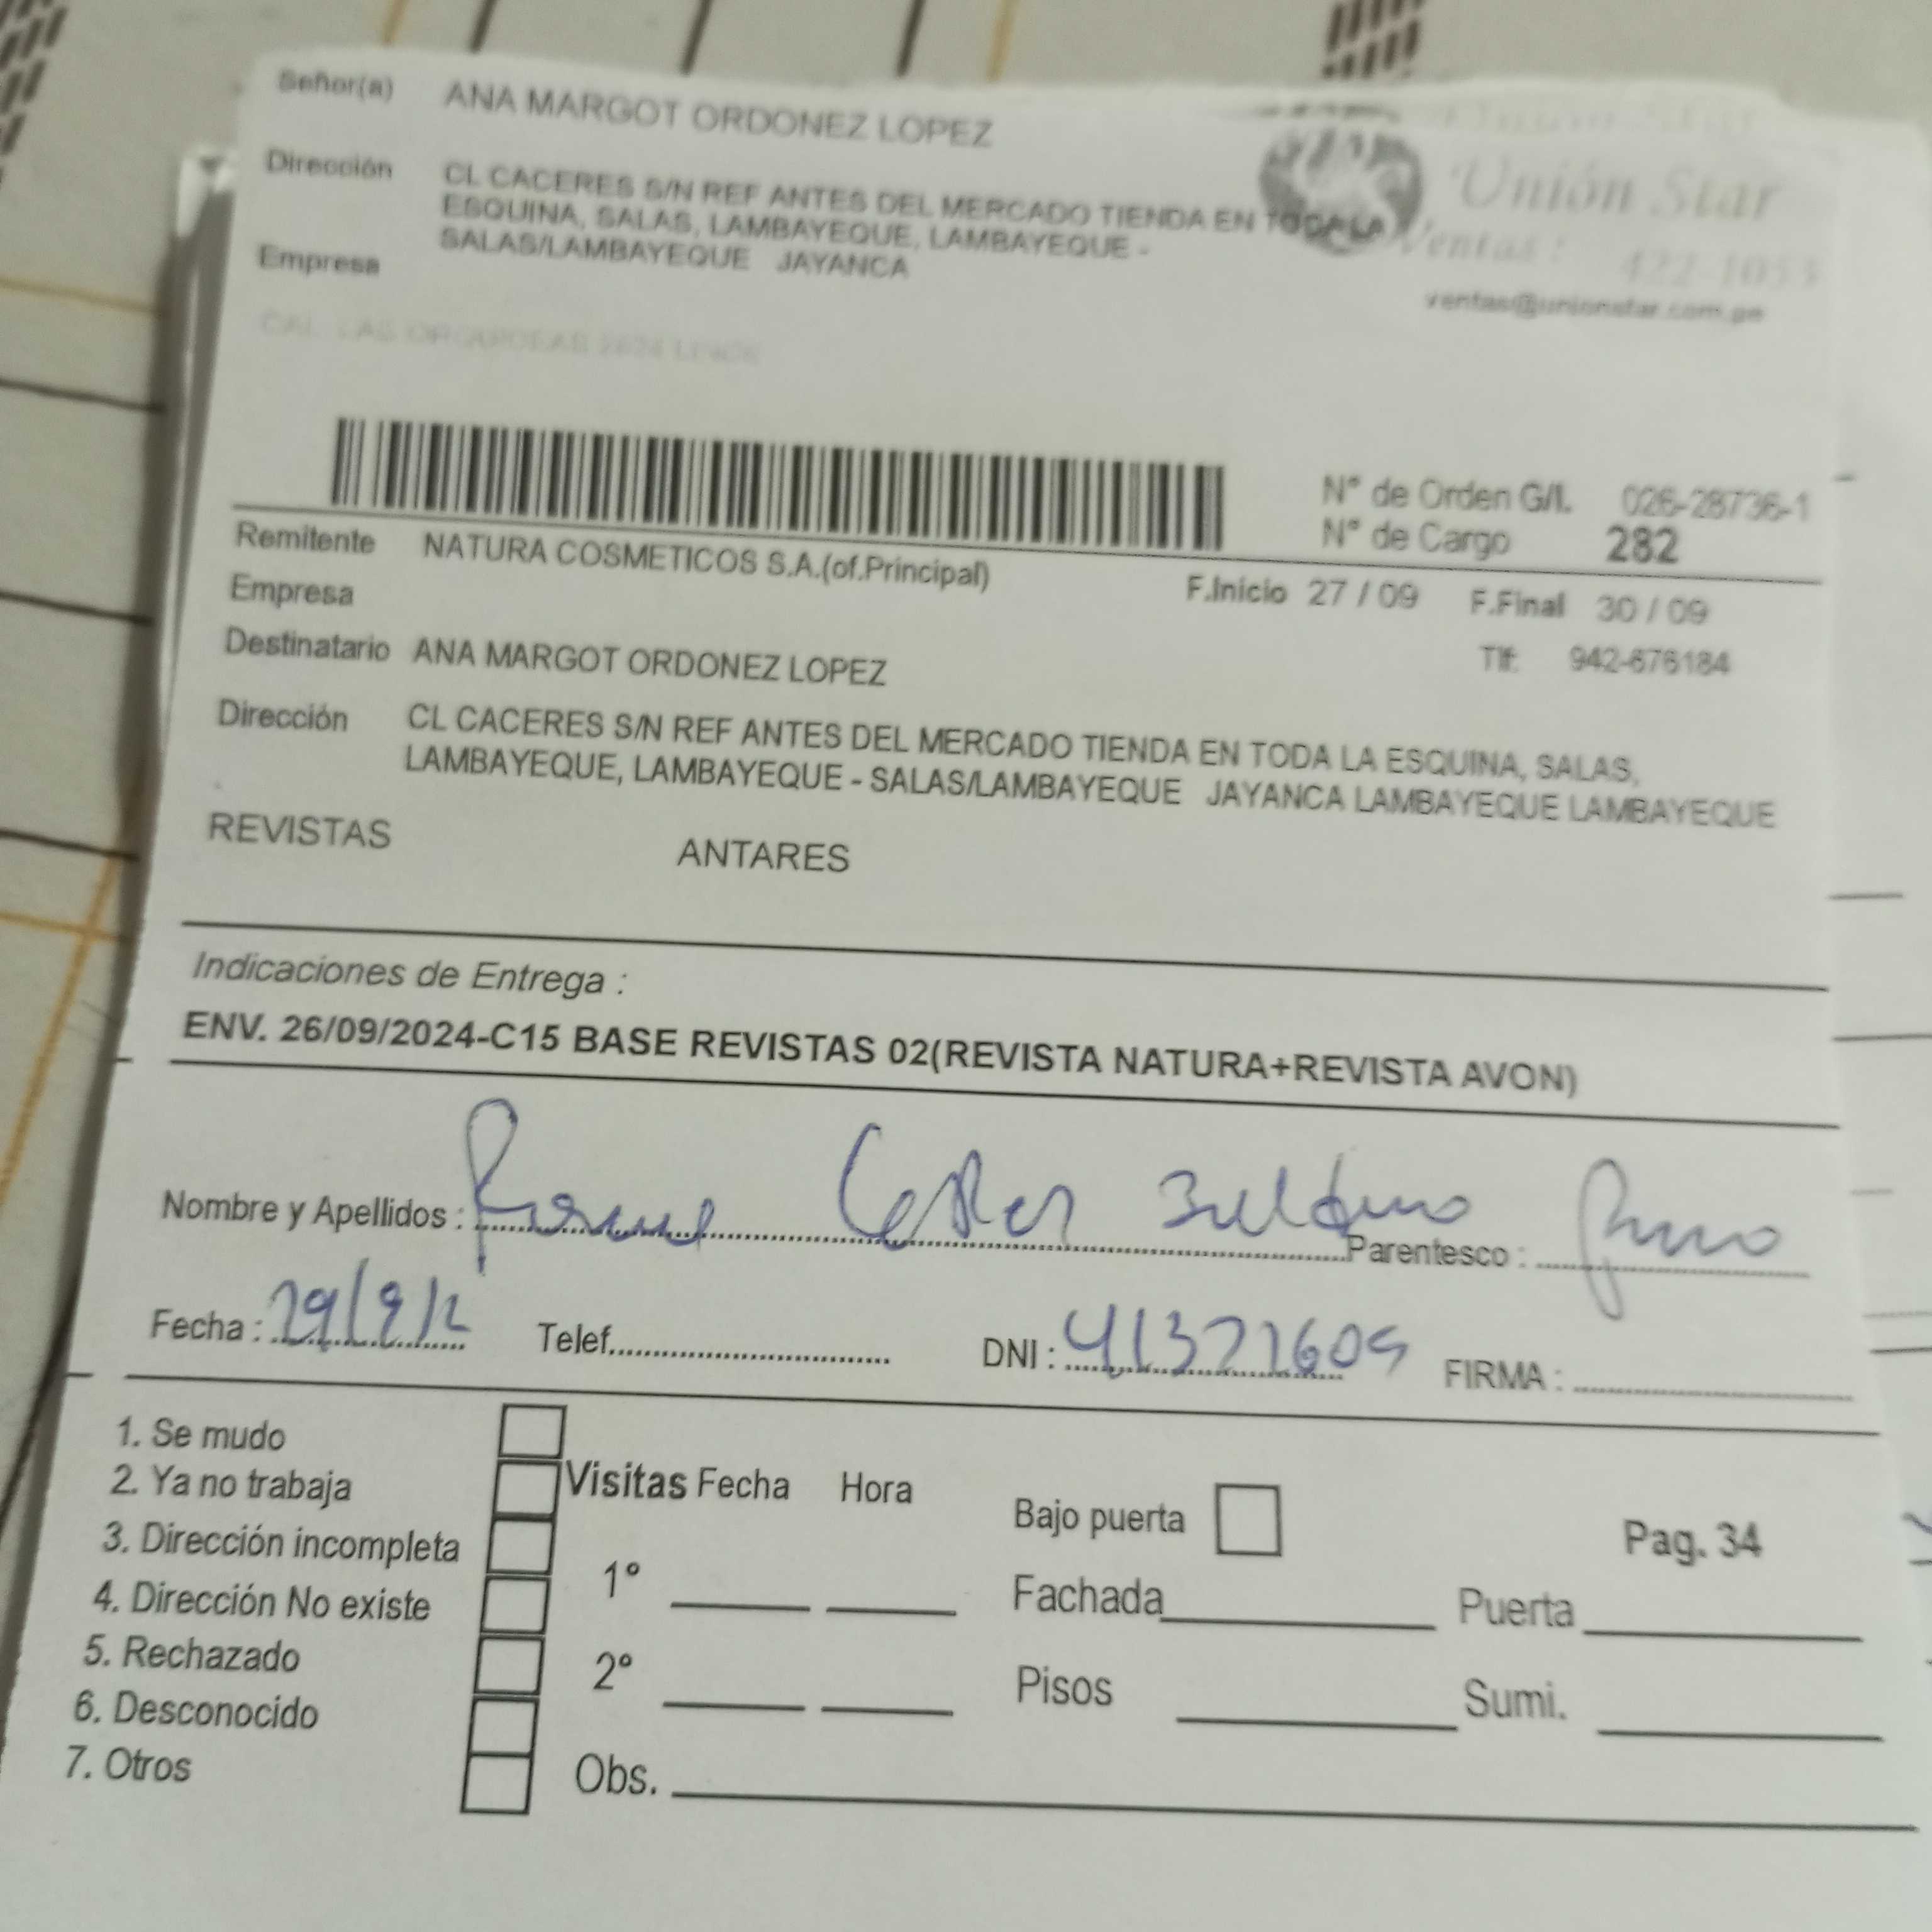 Señor(a) ANA MARGOT ORDONEZ LOPEZ
Unión Star
Dirección CL CACERES S/N REF ANTES DEL MERCADO TIENDA EN TODA LA
ESQUINA, SALAS, LAMBAYEQUE, LAMBAYEQUE -
SALAS/LAMBAYEQUE JAYANCA
Ventas : 422-1053
Empresa
ventas@unionstar.com.pe
N° de Orden G/I. 026-28736-1
N° de Cargo 282
Remitente NATURA COSMETICOS S.A.(of.Principal)
F.Inicio 27 / 09 F.Final 30 / 09
Empresa
Tlf: 942-676184
Destinatario ANA MARGOT ORDONEZ LOPEZ
Dirección CL CACERES S/N REF ANTES DEL MERCADO TIENDA EN TODA LA ESQUINA, SALAS,
LAMBAYEQUE, LAMBAYEQUE - SALAS/LAMBAYEQUE JAYANCA LAMBAYEQUE LAMBAYEQUE
REVISTAS ANTARES
Indicaciones de Entrega :
ENV. 26/09/2024-C15 BASE REVISTAS 02(REVISTA NATURA+REVISTA AVON)
Nombre y Apellidos : Parentesco :
Fecha : Telef. DNI : FIRMA :
1. Se mudo
2. Ya no trabaja Visitas Fecha Hora Bajo puerta Pag. 34
3. Dirección incompleta
4. Dirección No existe 1° Fachada Puerta
5. Rechazado
6. Desconocido 2° Pisos Sumi.
7. Otros Obs.